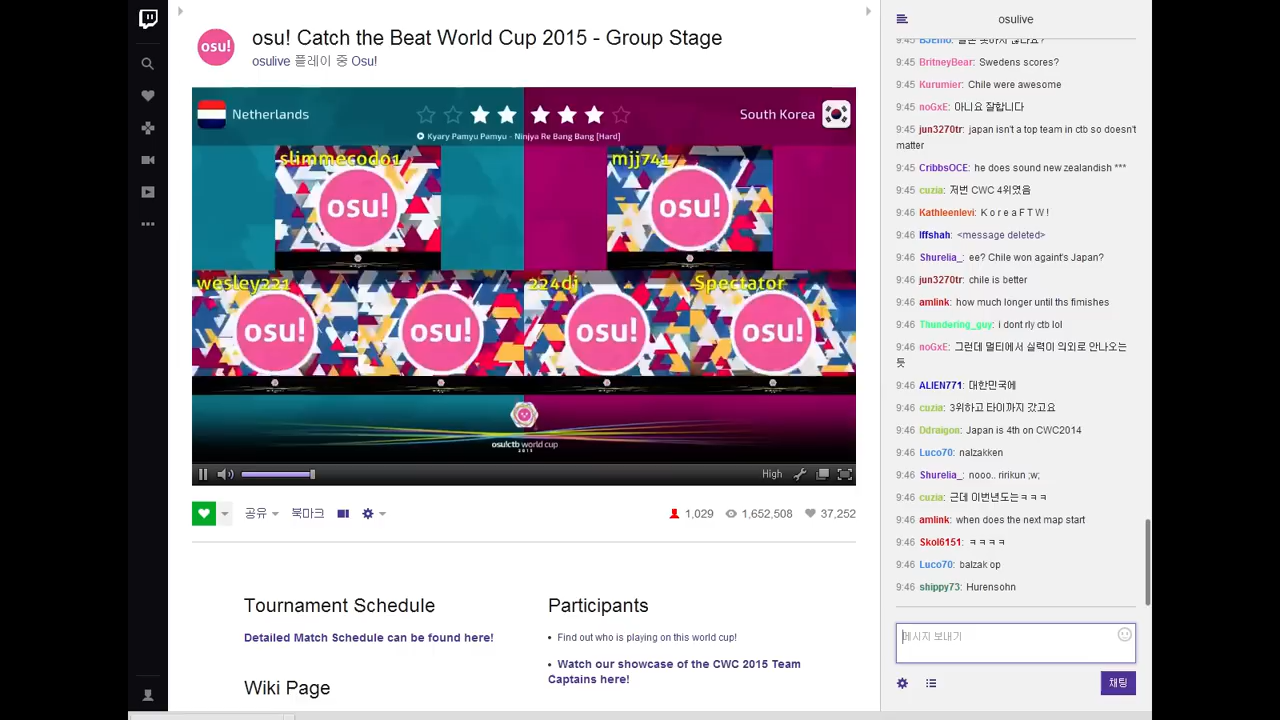 osu! Catch the Beat World Cup 2015 - Group Stage
osulive 플레이 중 Osu!
Netherlands
South Korea
Kyary Pamyu Pamyu - Ninjya Re Bang Bang [Hard]
slimmecodo1
mjj741
osu!
osu!
wesley221
224dj
Spectator
osu!
osu!
osu!
osu!
osu!ctb world cup
2015
High
공유
북마크
1,029
1,652,508
37,252
Tournament Schedule
Detailed Match Schedule can be found here!
Wiki Page
Participants
• Find out who is playing on this world cup!
• Watch our showcase of the CWC 2015 Team
Captains here!
osulive
9:45 BritneyBear: Swedens scores?
9:45 Kurumier: Chile were awesome
9:45 noGxE: 아니요 잘합니다
9:45 jun3270tr: japan isn't a top team in ctb so doesn't
matter
9:45 CribbsOCE: he does sound new zealandish ***
9:45 cuzia: 저번 CWC 4위였음
9:46 Kathleenlevi: K o r e a F T W !
9:46 lffshah: <message deleted>
9:46 Shurelia_: ee? Chile won againt's Japan?
9:46 jun3270tr: chile is better
9:46 amlink: how much longer until ths fimishes
9:46 Thundering_guy: i dont rly ctb lol
9:46 noGxE: 그런데 멀티에서 실력이 의외로 안나오는
듯
9:46 ALIEN771: 대한민국에
9:46 cuzia: 3위하고 타이까지 갔고요
9:46 Ddraigon: Japan is 4th on CWC2014
9:46 Luco70: nalzakken
9:46 Shurelia_: nooo.. ririkun ;w;
9:46 cuzia: 근데 이번년도는ㅋㅋㅋ
9:46 amlink: when does the next map start
9:46 Skol6151: ㅋㅋㅋㅋ
9:46 Luco70: balzak op
9:46 shippy73: Hurensohn
메시지 보내기
채팅